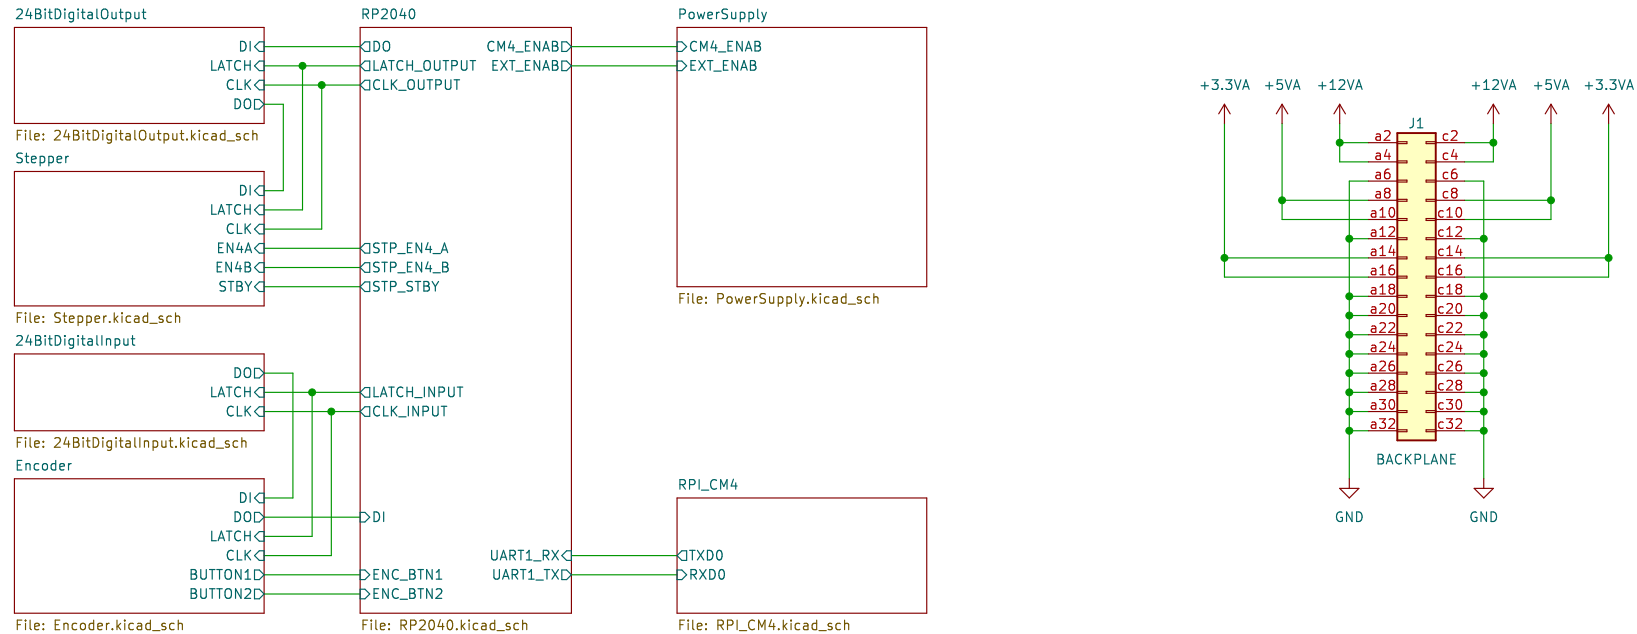 24BitDigitalOutput
DI
LATCH
CLK
DO
File: 24BitDigitalOutput.kicad_sch
Stepper
DI
LATCH
CLK
EN4A
EN4B
STBY
File: Stepper.kicad_sch
24BitDigitalInput
DO
LATCH
CLK
File: 24BitDigitalInput.kicad_sch
Encoder
DI
DO
LATCH
CLK
BUTTON1
BUTTON2
File: Encoder.kicad_sch
RP2040
DO
LATCH_OUTPUT
CLK_OUTPUT
STP_EN4_A
STP_EN4_B
STP_STBY
LATCH_INPUT
CLK_INPUT
DI
ENC_BTN1
ENC_BTN2
CM4_ENAB
EXT_ENAB
UART1_RX
UART1_TX
File: RP2040.kicad_sch
PowerSupply
CM4_ENAB
EXT_ENAB
File: PowerSupply.kicad_sch
RPI_CM4
TXD0
RXD0
File: RPI_CM4.kicad_sch
+3.3VA +5VA +12VA +12VA +5VA +3.3VA
J1
a2 c2
a4 c4
a6 c6
a8 c8
a10 c10
a12 c12
a14 c14
a16 c16
a18 c18
a20 c20
a22 c22
a24 c24
a26 c26
a28 c28
a30 c30
a32 c32
BACKPLANE
GND GND